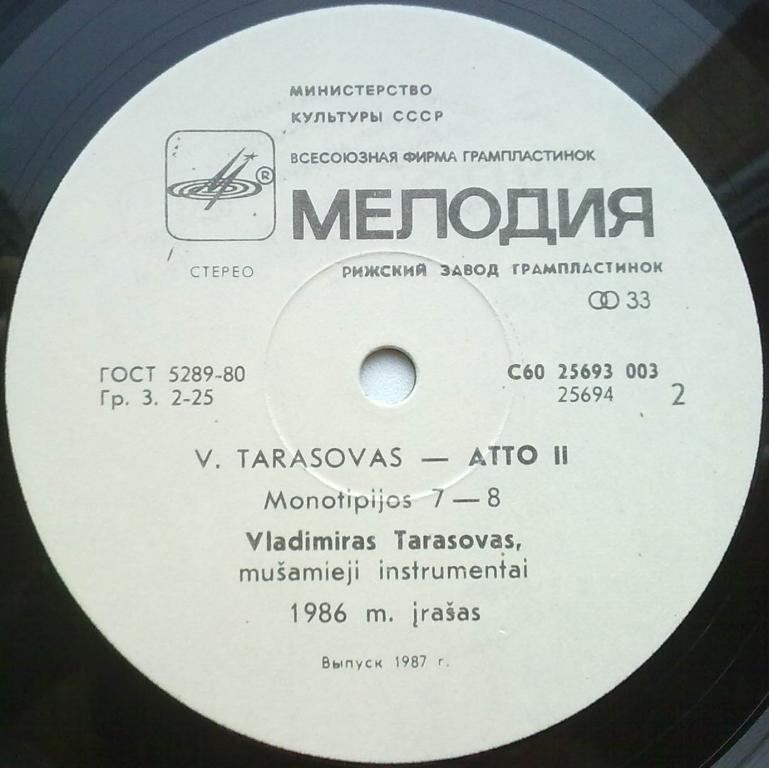 МИНИСТЕРСТВО
КУЛЬТУРЫ СССР
ВСЕСОЮЗНАЯ ФИРМА ГРАМПЛАСТИНОК
®
МЕЛОДИЯ
СТЕРЕО
РИЖСКИЙ ЗАВОД ГРАМПЛАСТИНОК
33
ГОСТ 5289-80
Гр. 3. 2-25
С60 25693 003
25694 2
V. TARASOVAS — ATTO II
Monotipijos 7—8
Vladimiras Tarasovas,
mušamieji instrumentai
1986 m. įrašas
Выпуск 1987 г.